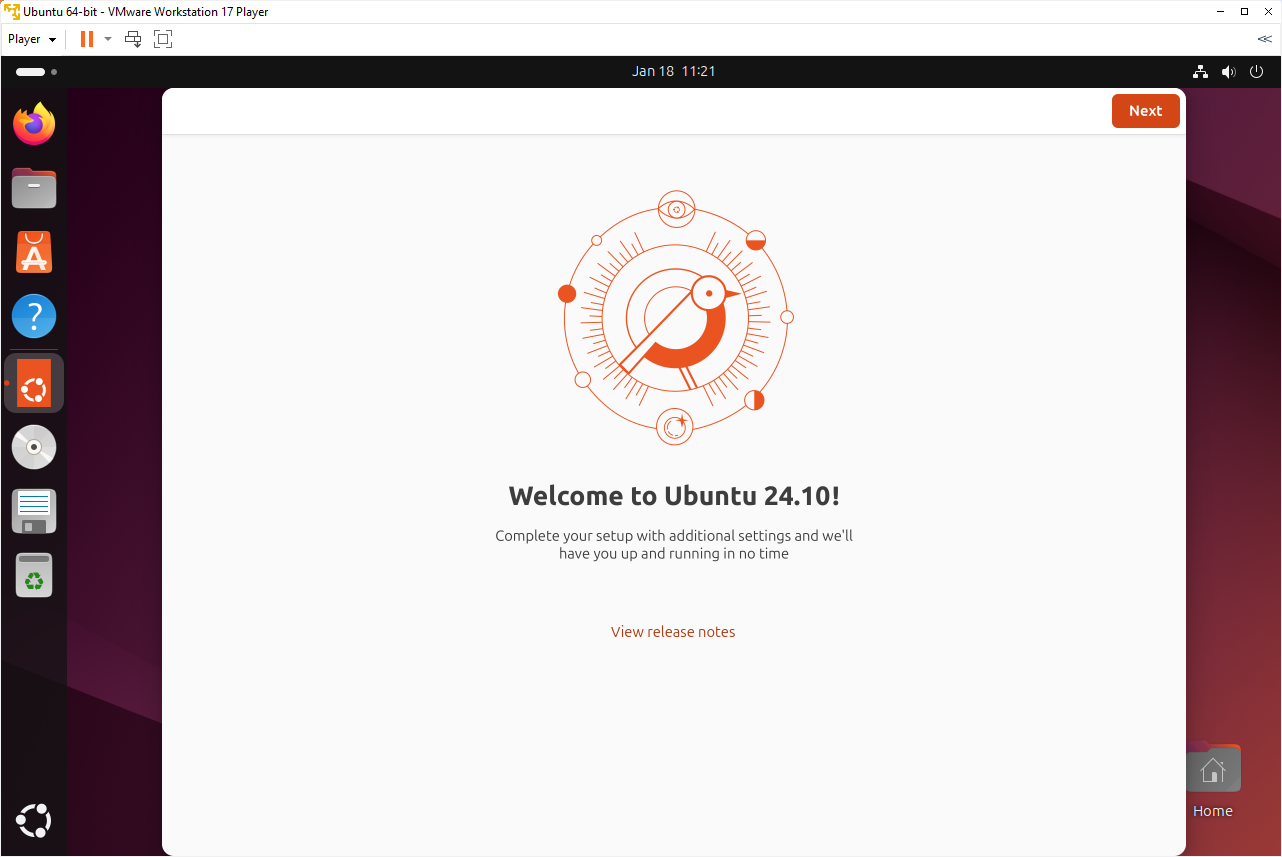 Ubuntu 64-bit - VMware Workstation 17 Player
Player
Jan 18 11:21
Next
Welcome to Ubuntu 24.10!
Complete your setup with additional settings and we'll
have you up and running in no time
View release notes
Home